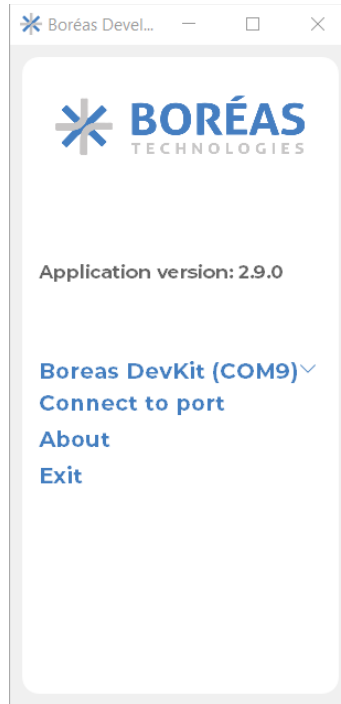 Boréas Devel...
BORÉAS
TECHNOLOGIES
Application version: 2.9.0
Boreas DevKit (COM9)
Connect to port
About
Exit